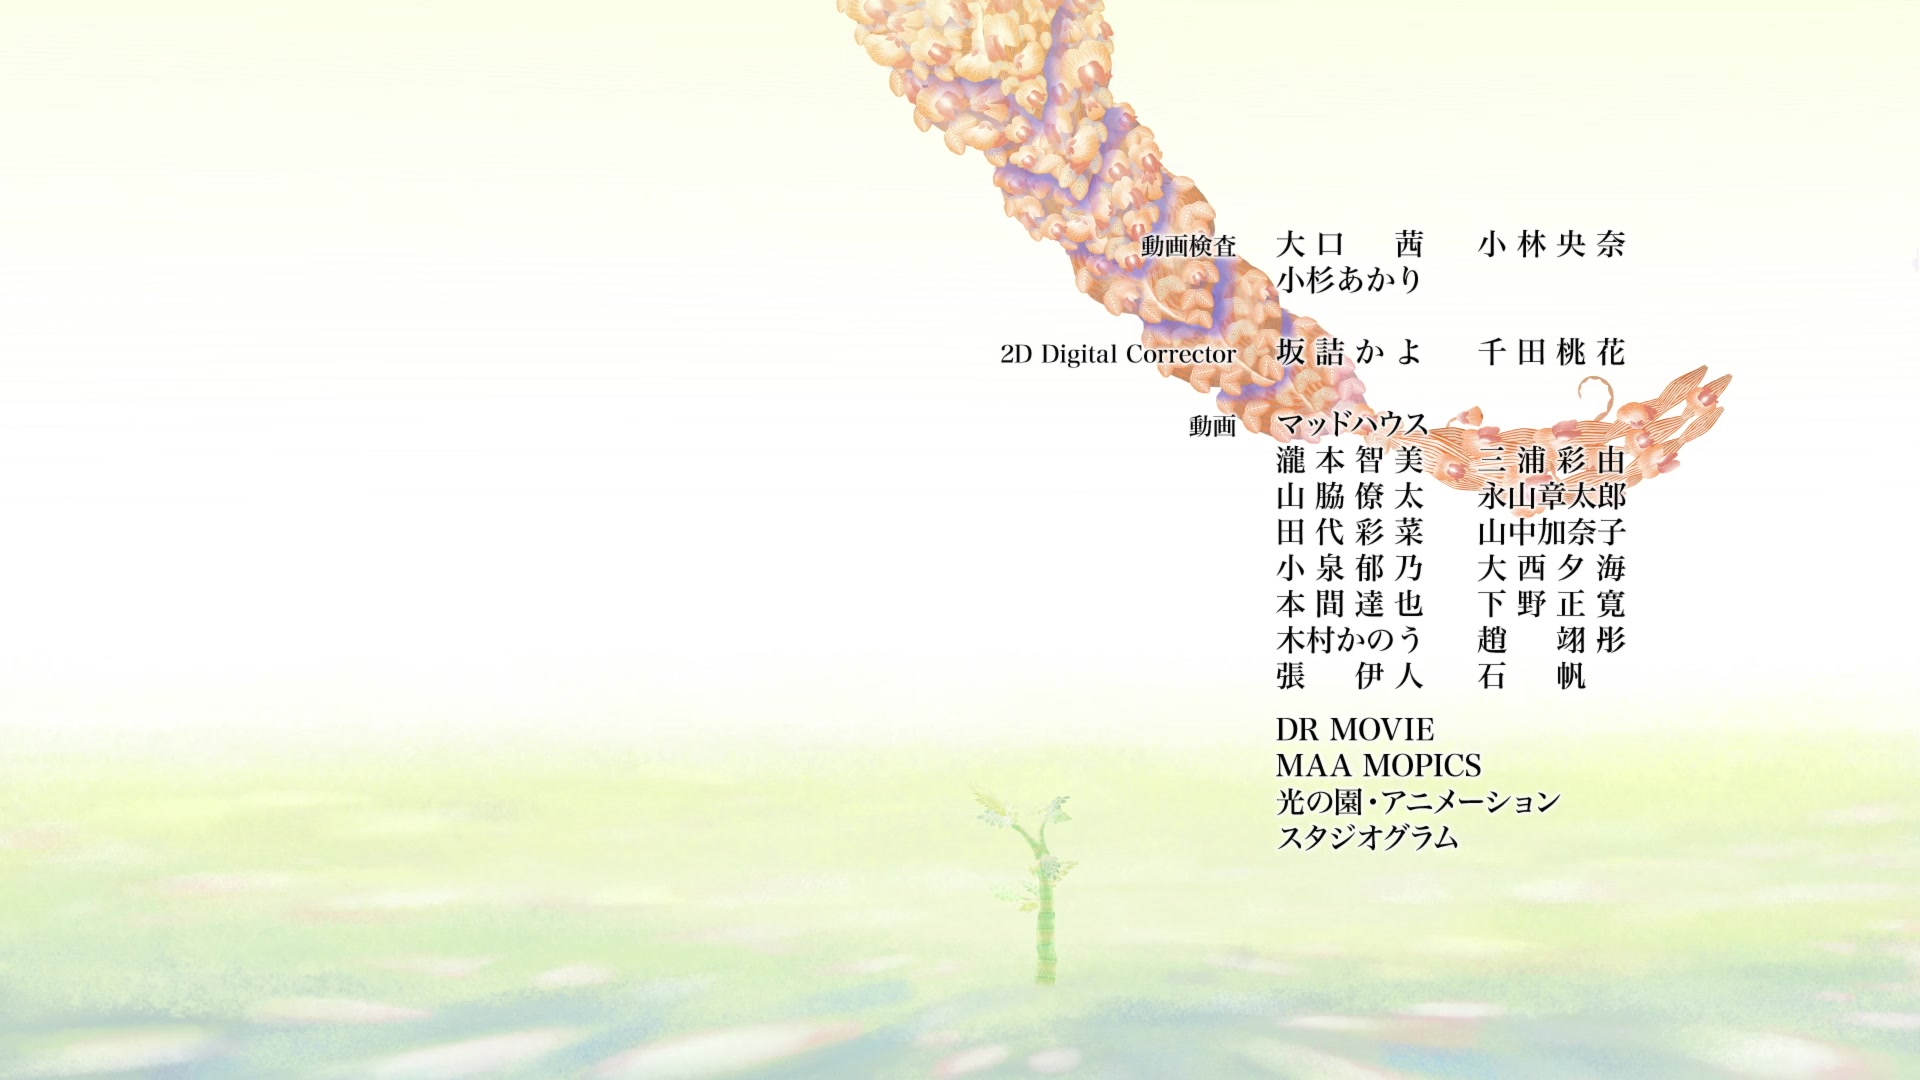 動画検査 大口 茜 小林央奈
小杉あかり
2D Digital Corrector 坂詰かよ 千田桃花
動画 マッドハウス
瀧本智美 三浦彩由
山脇僚太 永山章太郎
田代彩菜 山中加奈子
小泉郁乃 大西夕海
本間達也 下野正寛
木村かのう 趙 翊彤
張 伊人 石 帆
DR MOVIE
MAA MOPICS
光の園・アニメーション
スタジオグラム